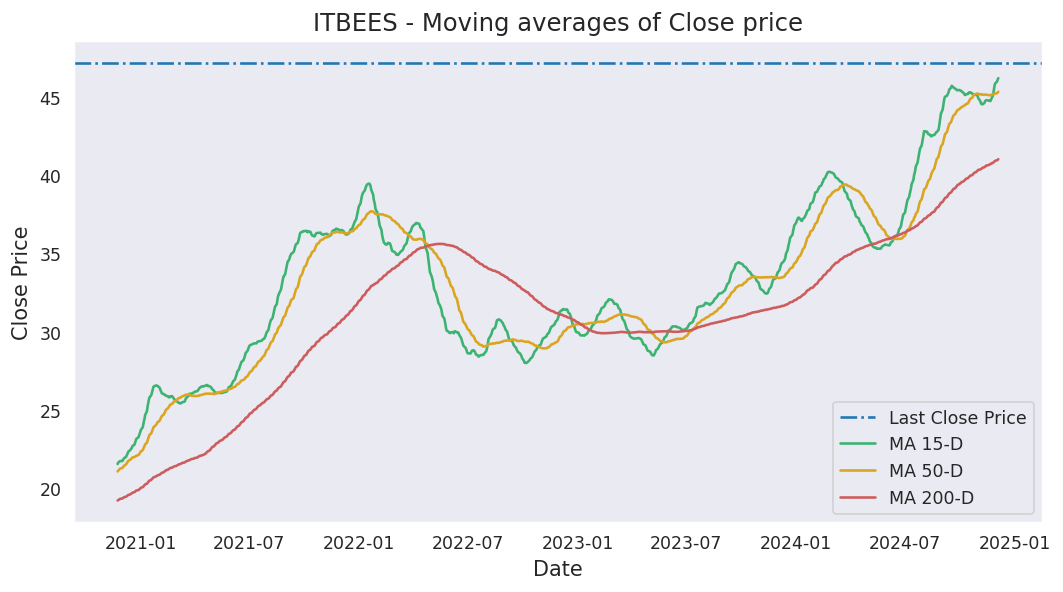 ITBEES - Moving averages of Close price
Close Price
45
40
35
30
25
20
Last Close Price
MA 15-D
MA 50-D
MA 200-D
2021-01 2021-07 2022-01 2022-07 2023-01 2023-07 2024-01 2024-07 2025-01
Date